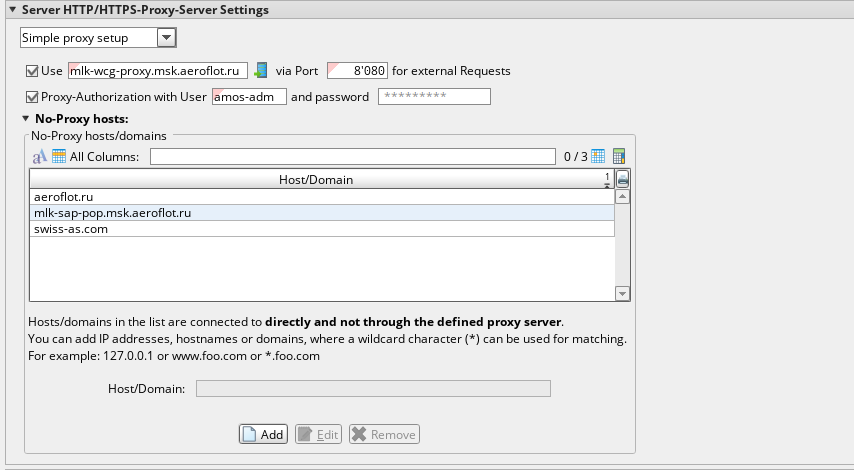 Server HTTP/HTTPS-Proxy-Server Settings
Simple proxy setup
Use mlk-wcg-proxy.msk.aeroflot.ru via Port 8'080 for external Requests
Proxy-Authorization with User amos-adm and password *********
No-Proxy hosts:
No-Proxy hosts/domains
aA All Columns: 0 / 3
Host/Domain 1
aeroflot.ru
mlk-sap-pop.msk.aeroflot.ru
swiss-as.com
Hosts/domains in the list are connected to directly and not through the defined proxy server.
You can add IP addresses, hostnames or domains, where a wildcard character (*) can be used for matching.
For example: 127.0.0.1 or www.foo.com or *.foo.com
Host/Domain:
Add Edit Remove